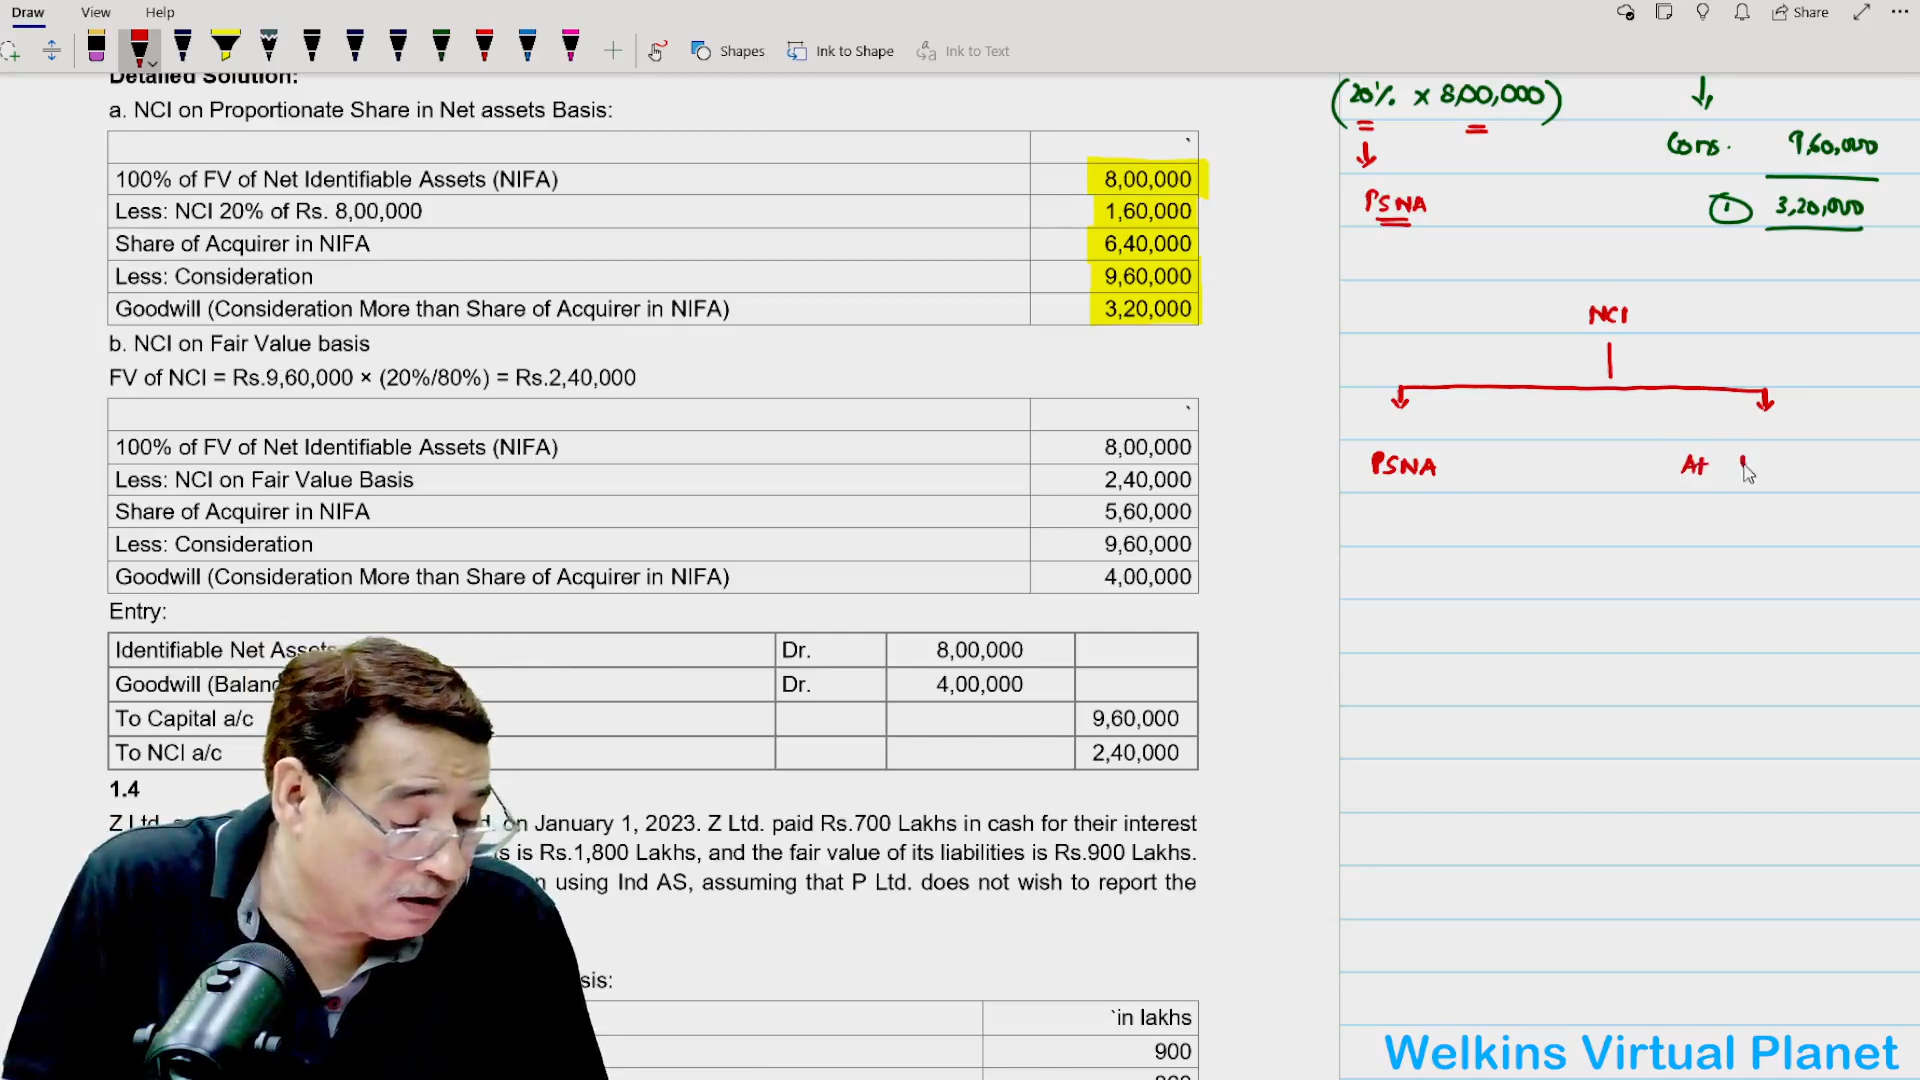 Draw View Help Share ...
Shapes Ink to Shape Ink to Text
Detailed Solution:
a. NCI on Proportionate Share in Net assets Basis:
`
100% of FV of Net Identifiable Assets (NIFA) 8,00,000
Less: NCI 20% of Rs. 8,00,000 1,60,000
Share of Acquirer in NIFA 6,40,000
Less: Consideration 9,60,000
Goodwill (Consideration More than Share of Acquirer in NIFA) 3,20,000
b. NCI on Fair Value basis
FV of NCI = Rs.9,60,000 × (20%/80%) = Rs.2,40,000
`
100% of FV of Net Identifiable Assets (NIFA) 8,00,000
Less: NCI on Fair Value Basis 2,40,000
Share of Acquirer in NIFA 5,60,000
Less: Consideration 9,60,000
Goodwill (Consideration More than Share of Acquirer in NIFA) 4,00,000
Entry:
Identifiable Net Assets Dr. 8,00,000
Goodwill Dr. 4,00,000
To Capital a/c 9,60,000
To NCI a/c 2,40,000
1.4
Z Ltd. on January 1, 2023. Z Ltd. paid Rs.700 Lakhs in cash for their interest
is Rs.1,800 Lakhs, and the fair value of its liabilities is Rs.900 Lakhs.
using Ind AS, assuming that P Ltd. does not wish to report the
`in lakhs
900
(20% × 8,00,000)
Cons. 9,60,000
PSNA 1 3,20,000
NCI
PSNA At
Welkins Virtual Planet